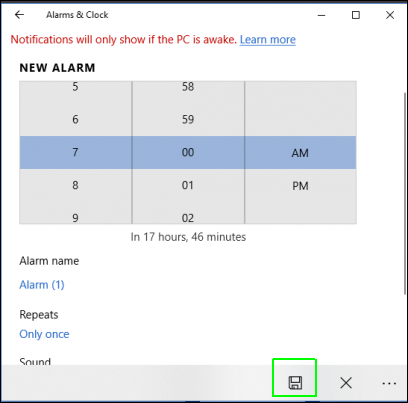 Alarms & Clock
Notifications will only show if the PC is awake. Learn more
NEW ALARM
5 58
6 59
7 00 AM
8 01 PM
9 02
In 17 hours, 46 minutes
Alarm name
Alarm (1)
Repeats
Only once
Sound